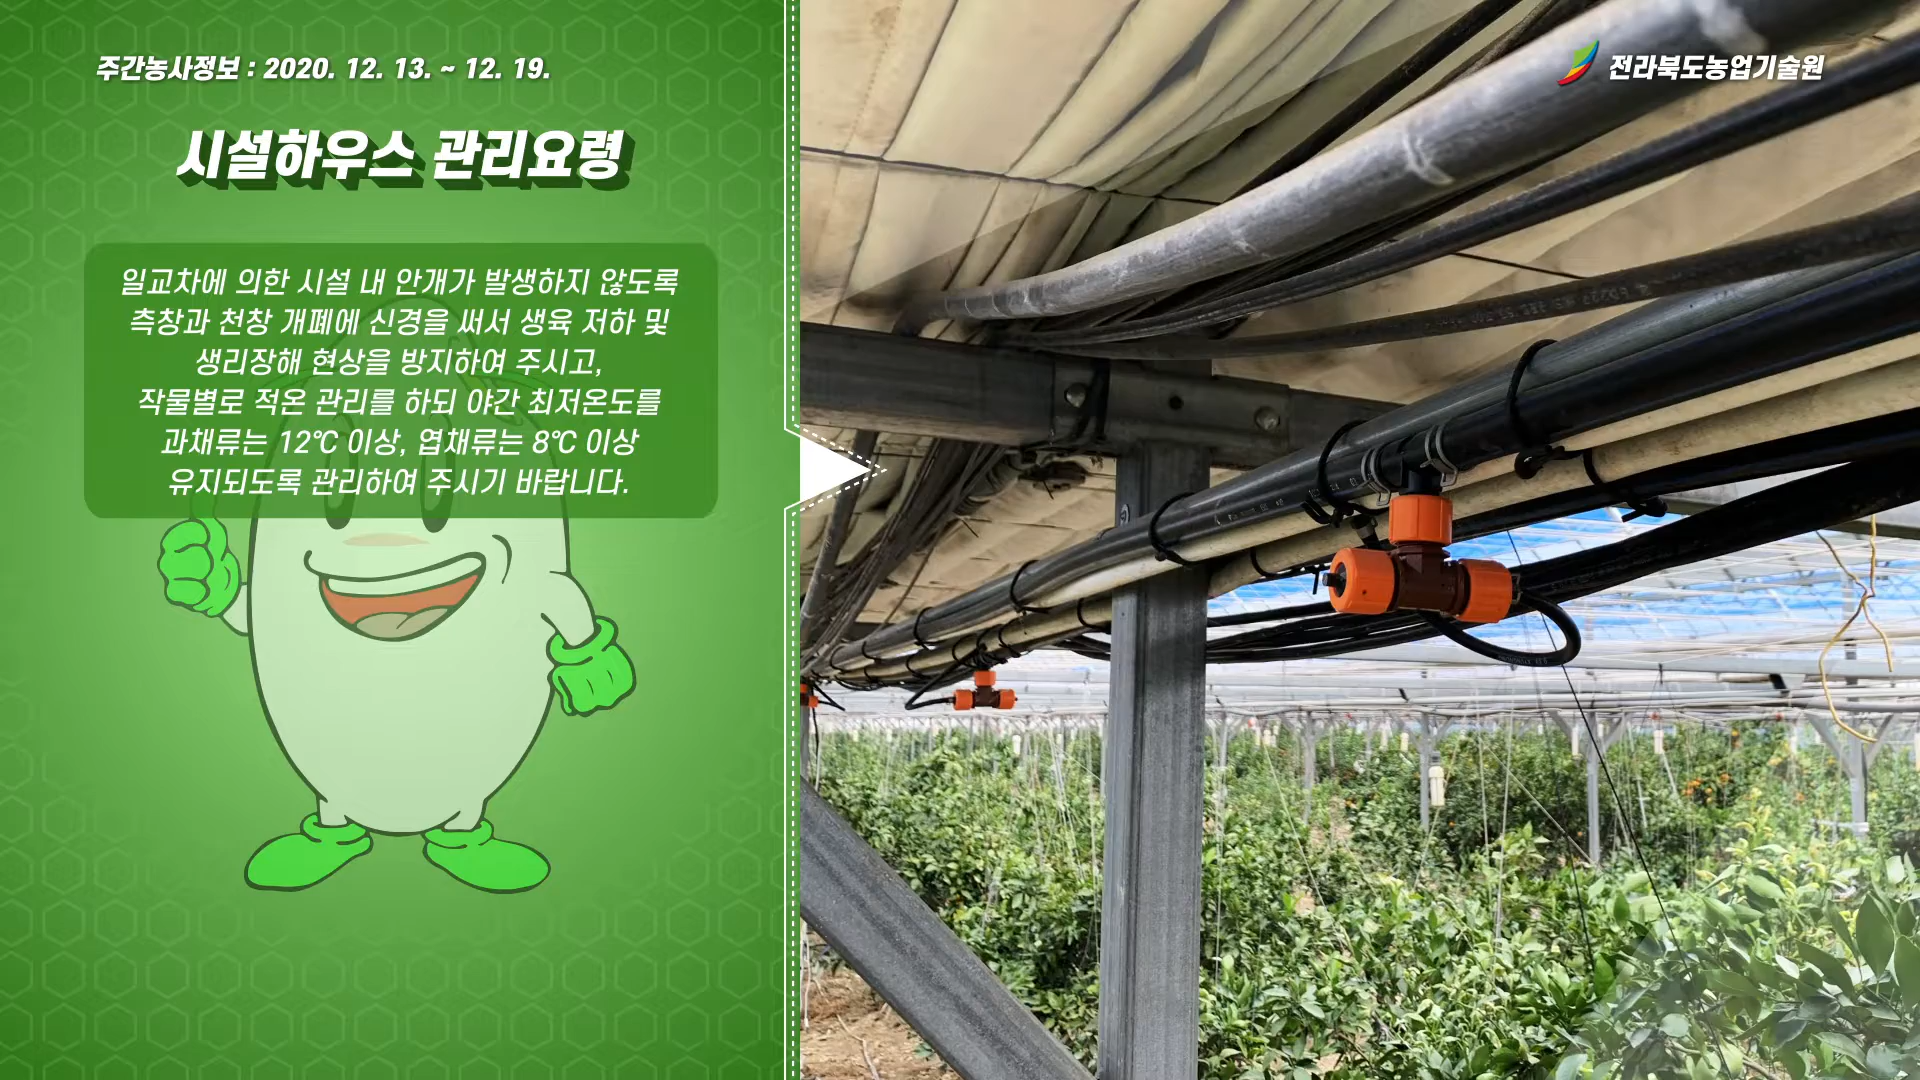 주간농사정보 : 2020. 12. 13. ~ 12. 19.
전라북도농업기술원
시설하우스 관리요령
일교차에 의한 시설 내 안개가 발생하지 않도록
측창과 천창 개폐에 신경을 써서 생육 저하 및
생리장해 현상을 방지하여 주시고,
작물별로 적온 관리를 하되 야간 최저온도를
과채류는 12℃ 이상, 엽채류는 8℃ 이상
유지되도록 관리하여 주시기 바랍니다.